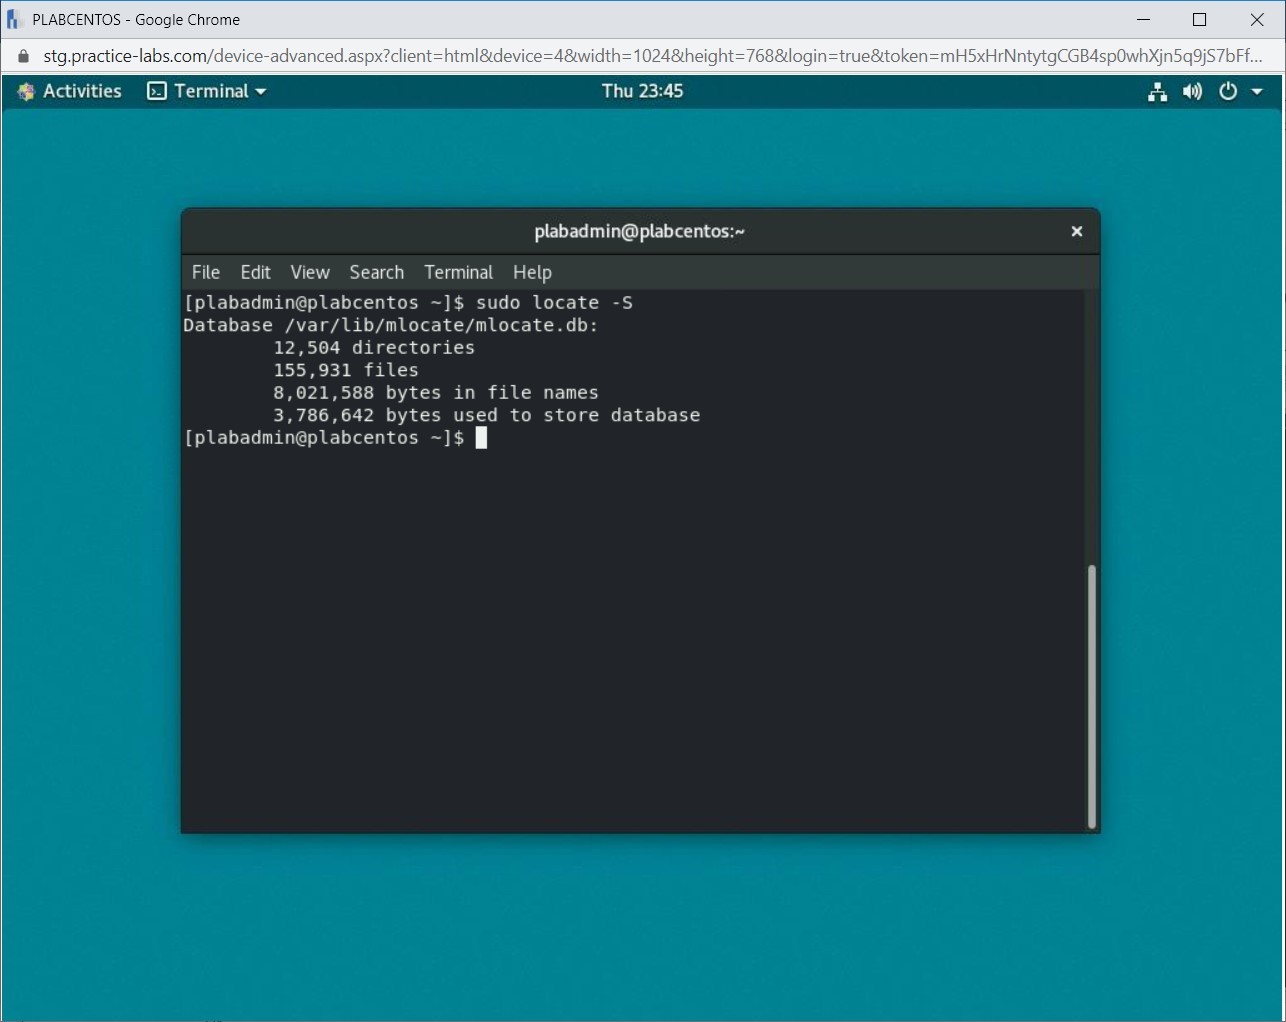 PLABCENTOS - Google Chrome
stg.practice-labs.com/device-advanced.aspx?client=html&device=4&width=1024&height=768&login=true&token=mH5xHrNntytgCGB4sp0whXjn5q9jS7bFf...
Activities Terminal Thu 23:45
plabadmin@plabcentos:~
File Edit View Search Terminal Help
[plabadmin@plabcentos ~]$ sudo locate -S
Database /var/lib/mlocate/mlocate.db:
12,504 directories
155,931 files
8,021,588 bytes in file names
3,786,642 bytes used to store database
[plabadmin@plabcentos ~]$